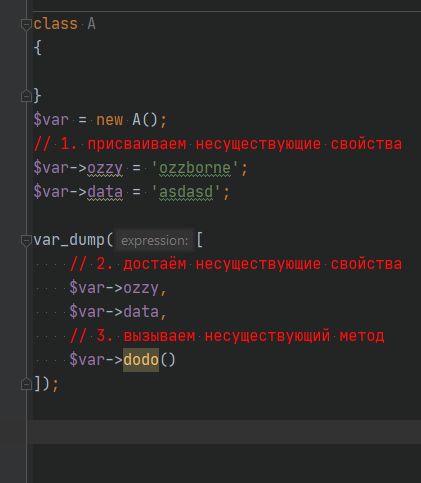 class A
{
}
$var = new A();
// 1. присваиваем несуществующие свойства
$var->ozzy = 'ozzborne';
$var->data = 'asdasd';
var_dump( expression: [
// 2. достаём несуществующие свойства
$var->ozzy,
$var->data,
// 3. вызываем несуществующий метод
$var->dodo()
]);